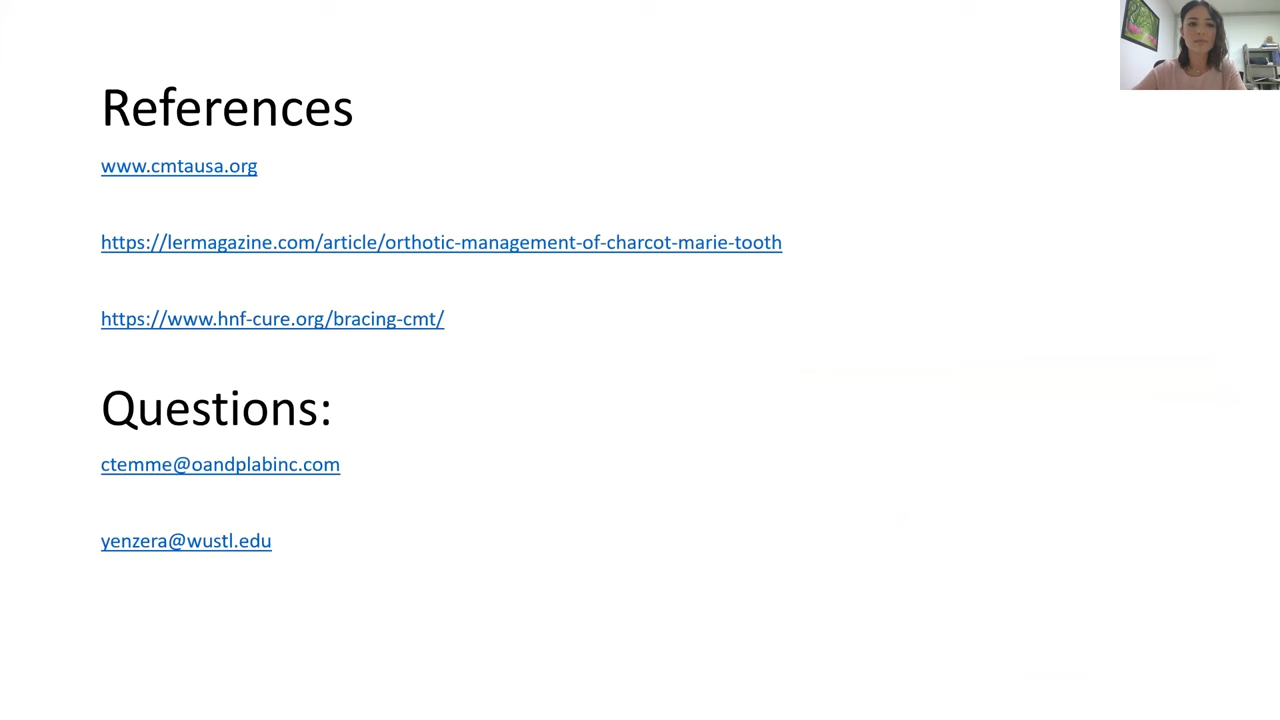 References
www.cmtausa.org
https://lermagazine.com/article/orthotic-management-of-charcot-marie-tooth
https://www.hnf-cure.org/bracing-cmt/
Questions:
ctemme@oandplabinc.com
yenzera@wustl.edu